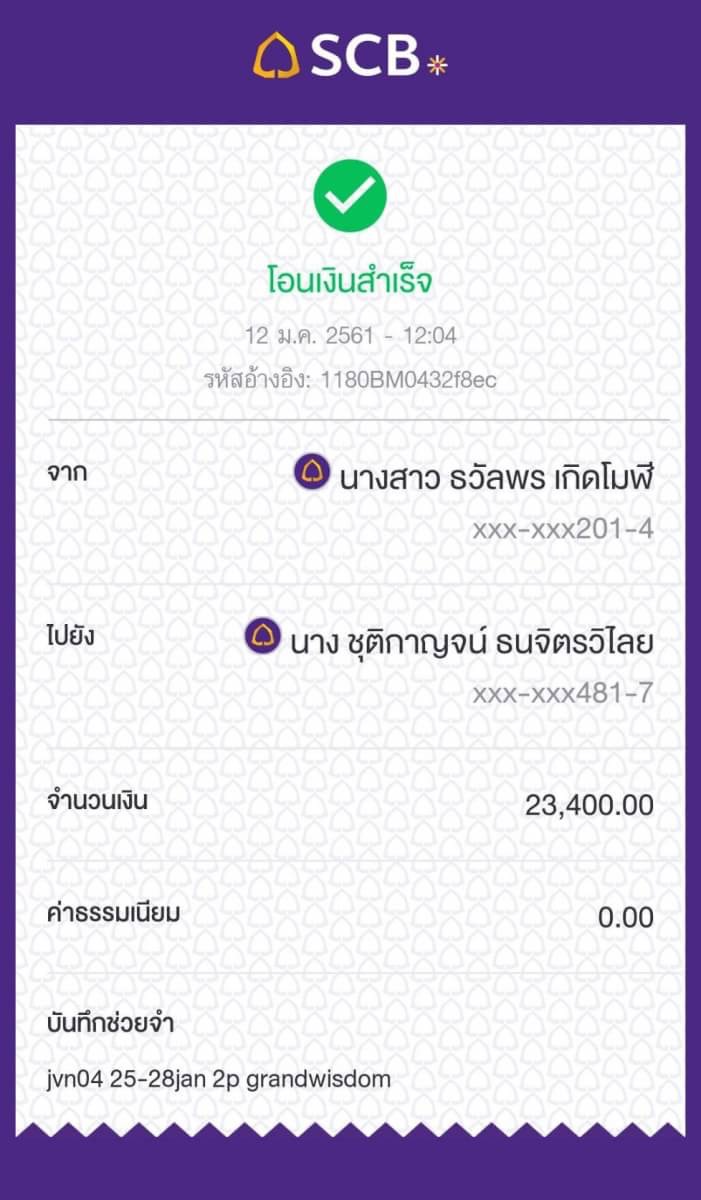 SCB
โอนเงินสำเร็จ
12 ม.ค. 2561 - 12:04
รหัสอ้างอิง: 1180BM0432f8ec
จาก นางสาว ธวัลพร เกิดโมฬี
xxx-xxx201-4
ไปยัง นาง ชุติกาญจน์ ธนจิตรวิไลย
xxx-xxx481-7
จำนวนเงิน 23,400.00
ค่าธรรมเนียม 0.00
บันทึกช่วยจำ
jvn04 25-28jan 2p grandwisdom